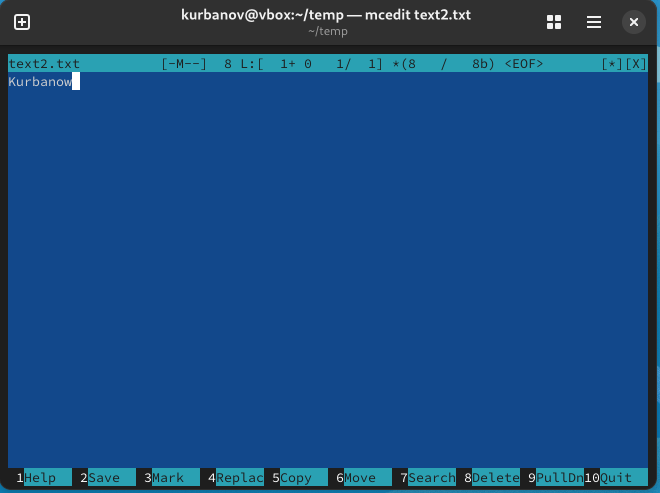 kurbanov@vbox:~/temp — mcedit text2.txt
~/temp
text2.txt [-M--] 8 L:[ 1+ 0 1/ 1] *(8 / 8b) <EOF> [*][X]
Kurbanow
1Help 2Save 3Mark 4Replac 5Copy 6Move 7Search 8Delete 9PullDn 10Quit